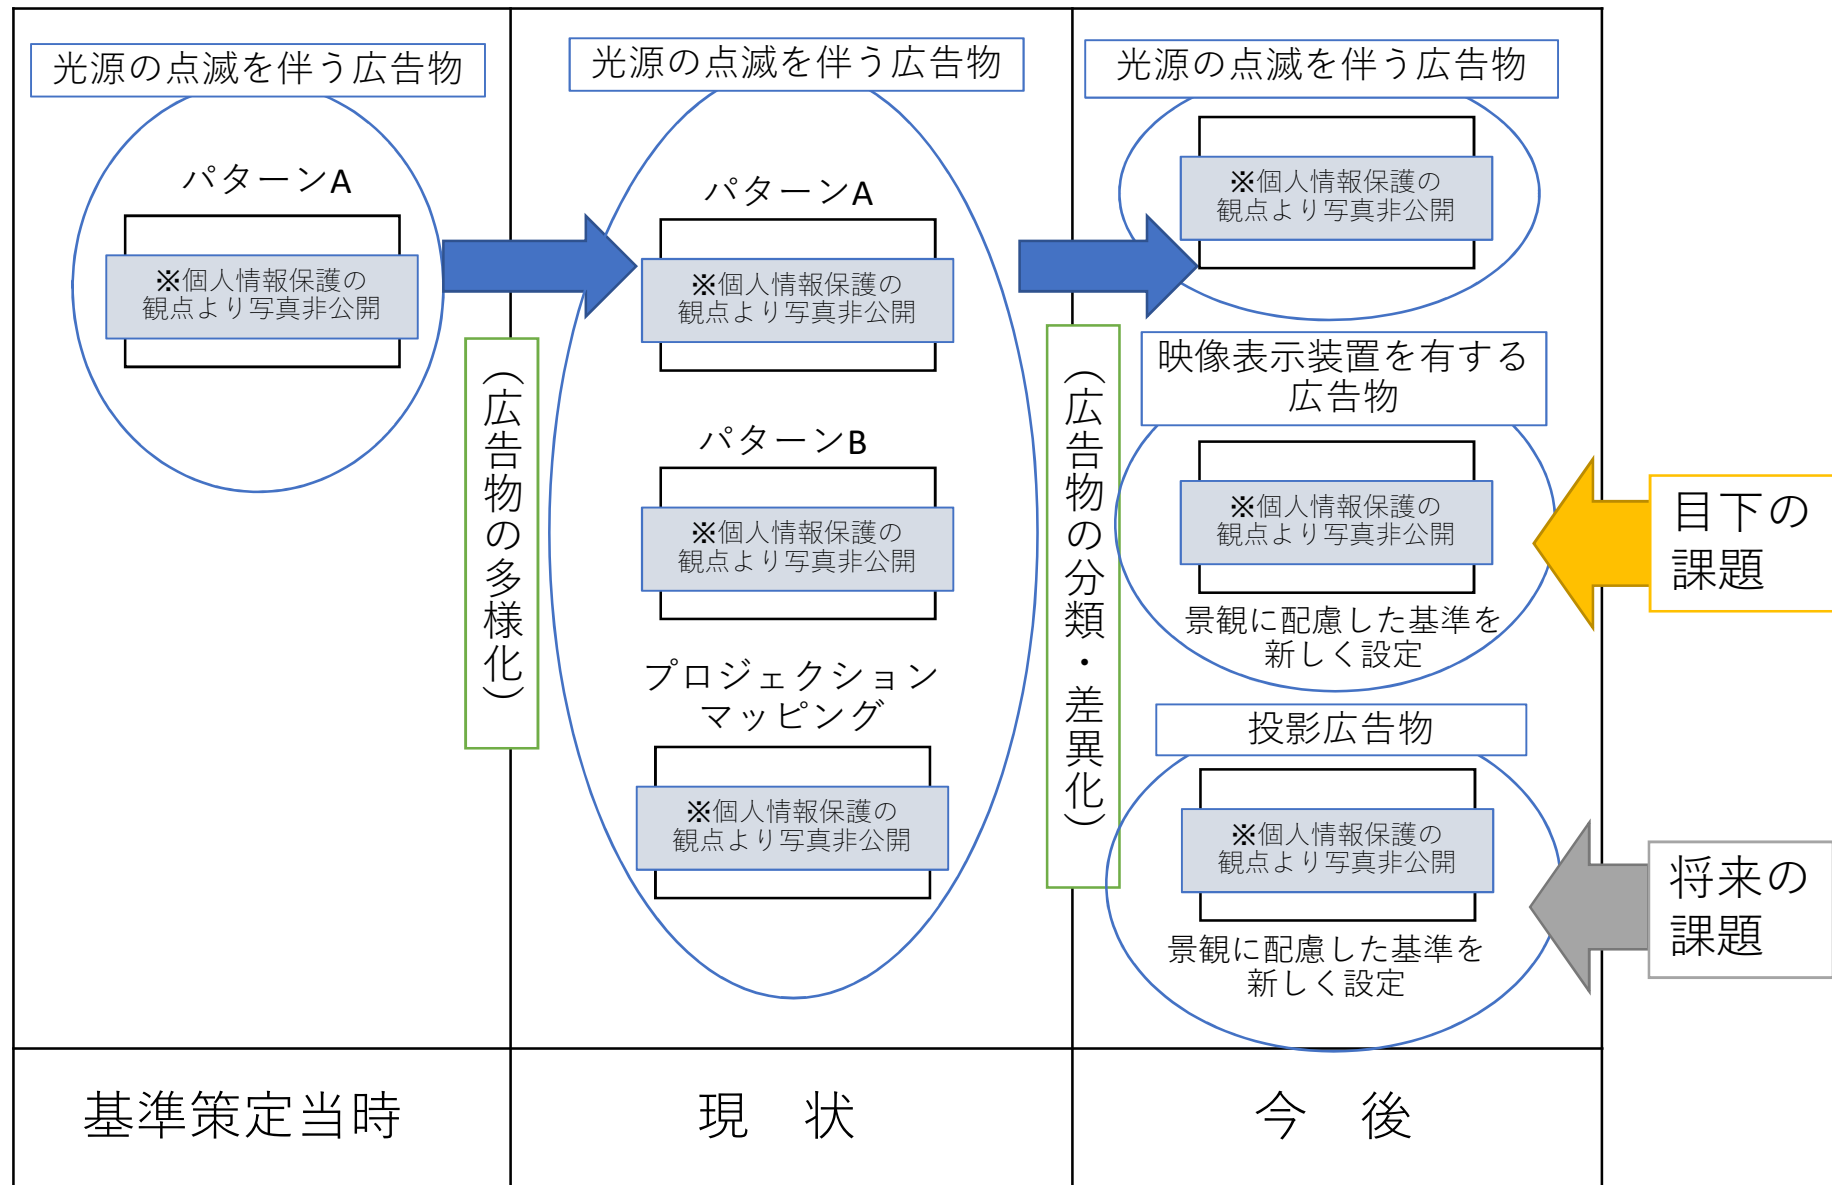 光源の点滅を伴う広告物
パターンA
※個人情報保護の
観点より写真非公開
(広告物の多様化)
光源の点滅を伴う広告物
パターンA
※個人情報保護の
観点より写真非公開
パターンB
※個人情報保護の
観点より写真非公開
プロジェクション
マッピング
※個人情報保護の
観点より写真非公開
(広告物の分類・差異化)
光源の点滅を伴う広告物
※個人情報保護の
観点より写真非公開
映像表示装置を有する
広告物
※個人情報保護の
観点より写真非公開
景観に配慮した基準を
新しく設定
目下の
課題
投影広告物
※個人情報保護の
観点より写真非公開
景観に配慮した基準を
新しく設定
将来の
課題
基準策定当時
現　状
今　後